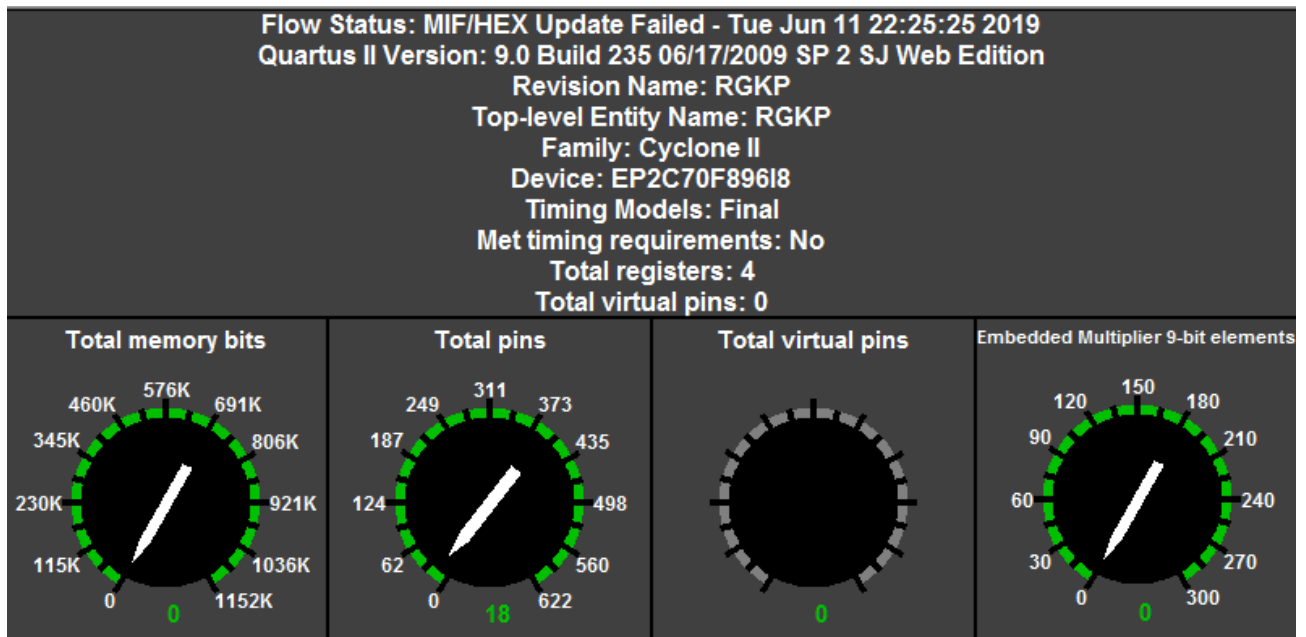 Flow Status: MIF/HEX Update Failed - Tue Jun 11 22:25:25 2019
Quartus II Version: 9.0 Build 235 06/17/2009 SP 2 SJ Web Edition
Revision Name: RGKP
Top-level Entity Name: RGKP
Family: Cyclone II
Device: EP2C70F896I8
Timing Models: Final
Met timing requirements: No
Total registers: 4
Total virtual pins: 0
Total memory bits
0
115K
230K
345K
460K
576K
691K
806K
921K
1036K
1152K
0
Total pins
0
62
124
187
249
311
373
435
498
560
622
18
Total virtual pins
0
Embedded Multiplier 9-bit elements
0
30
60
90
120
150
180
210
240
270
300
0